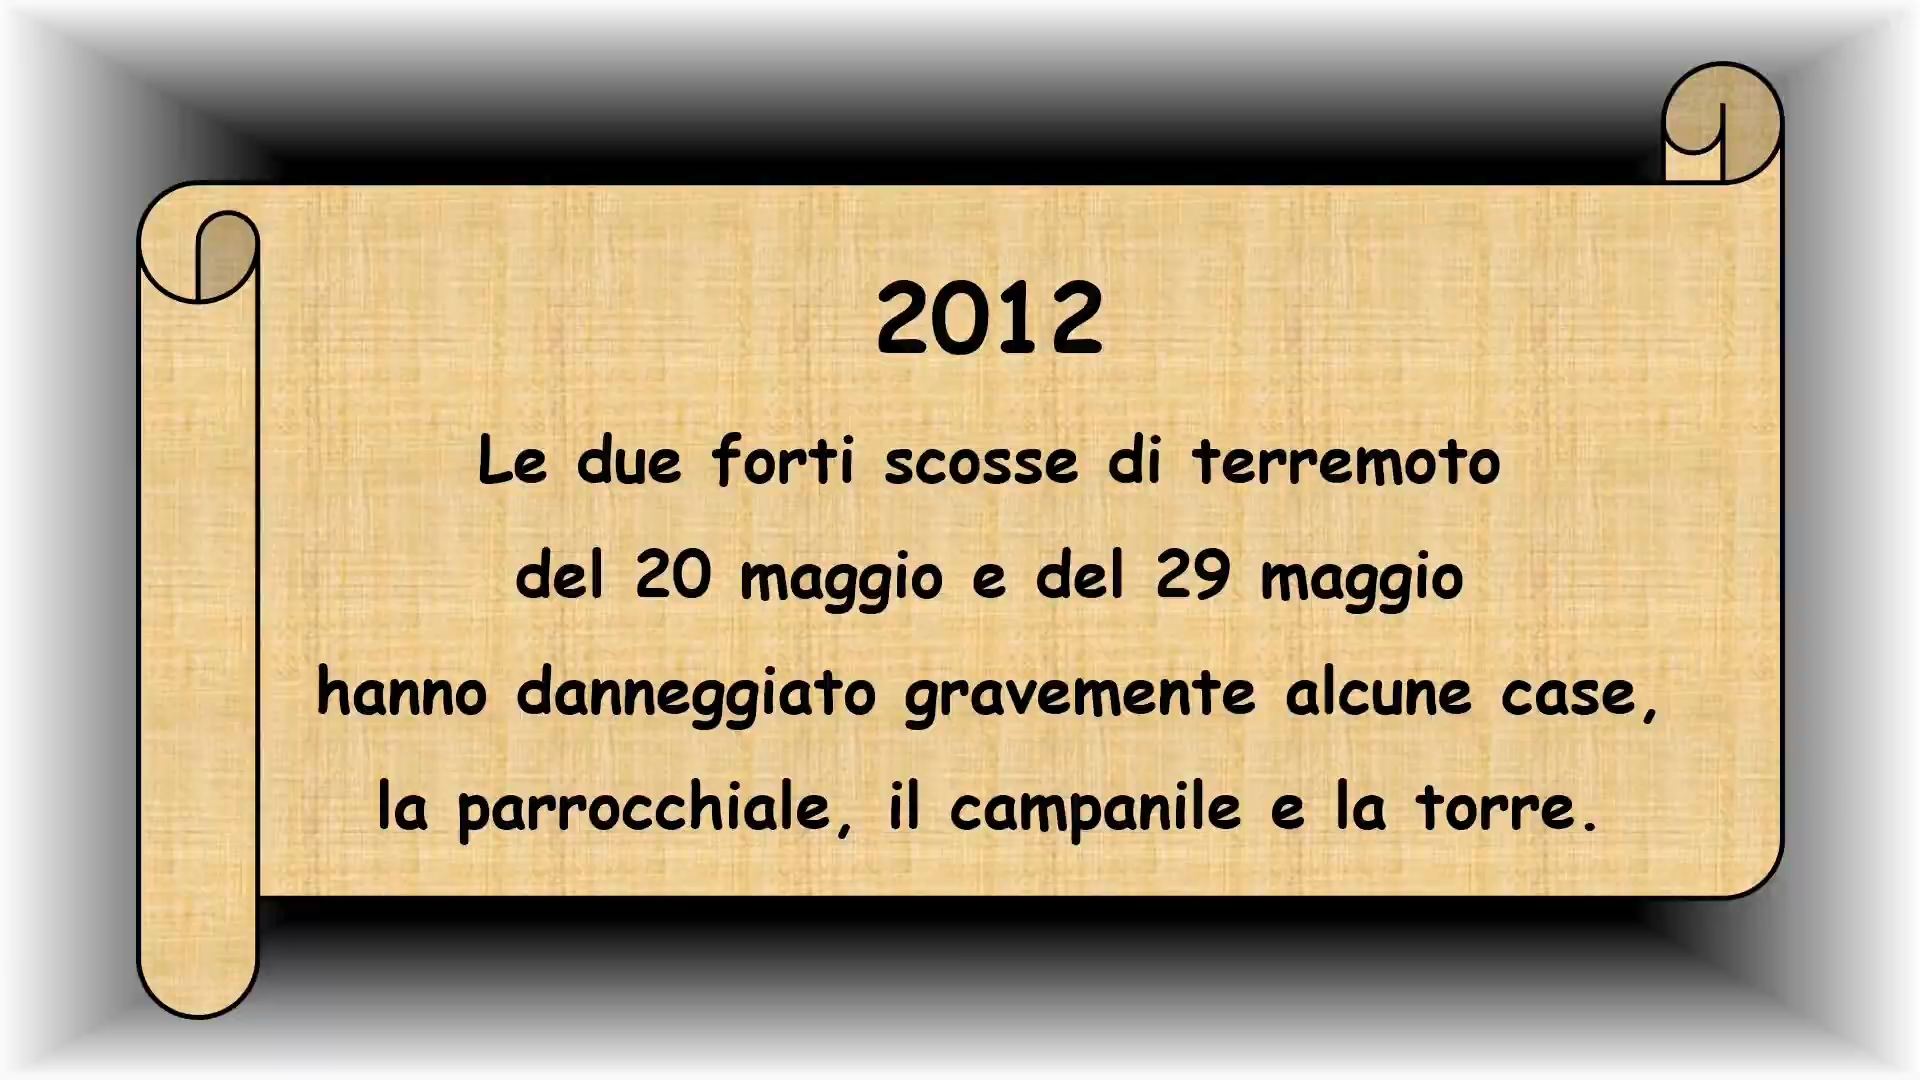 2012
Le due forti scosse di terremoto
del 20 maggio e del 29 maggio
hanno danneggiato gravemente alcune case,
la parrocchiale, il campanile e la torre.